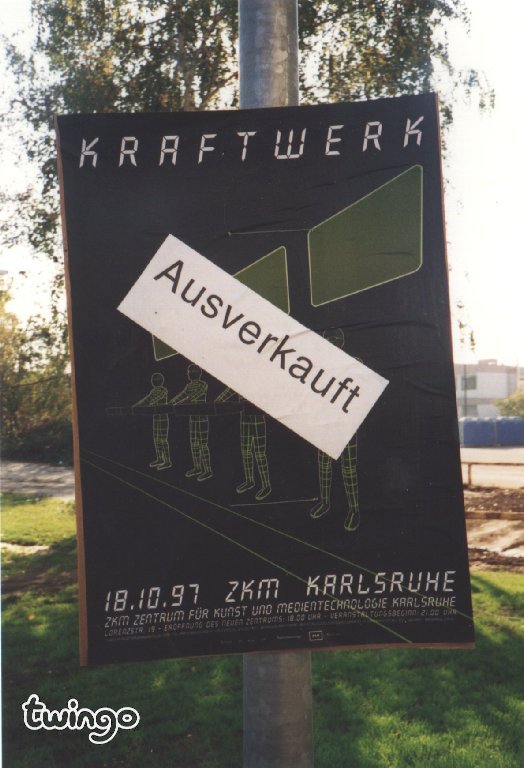 KRAFTWERK
Ausverkauft
18.10.97 ZKM KARLSRUHE
ZKM ZENTRUM FÜR KUNST UND MEDIENTECHNOLOGIE KARLSRUHE
LORENZSTR. 19 - ERÖFFNUNG DES NEUEN ZENTRUMS: 18.00 UHR - VERANSTALTUNGSBEGINN: 21.00 UHR
twingo